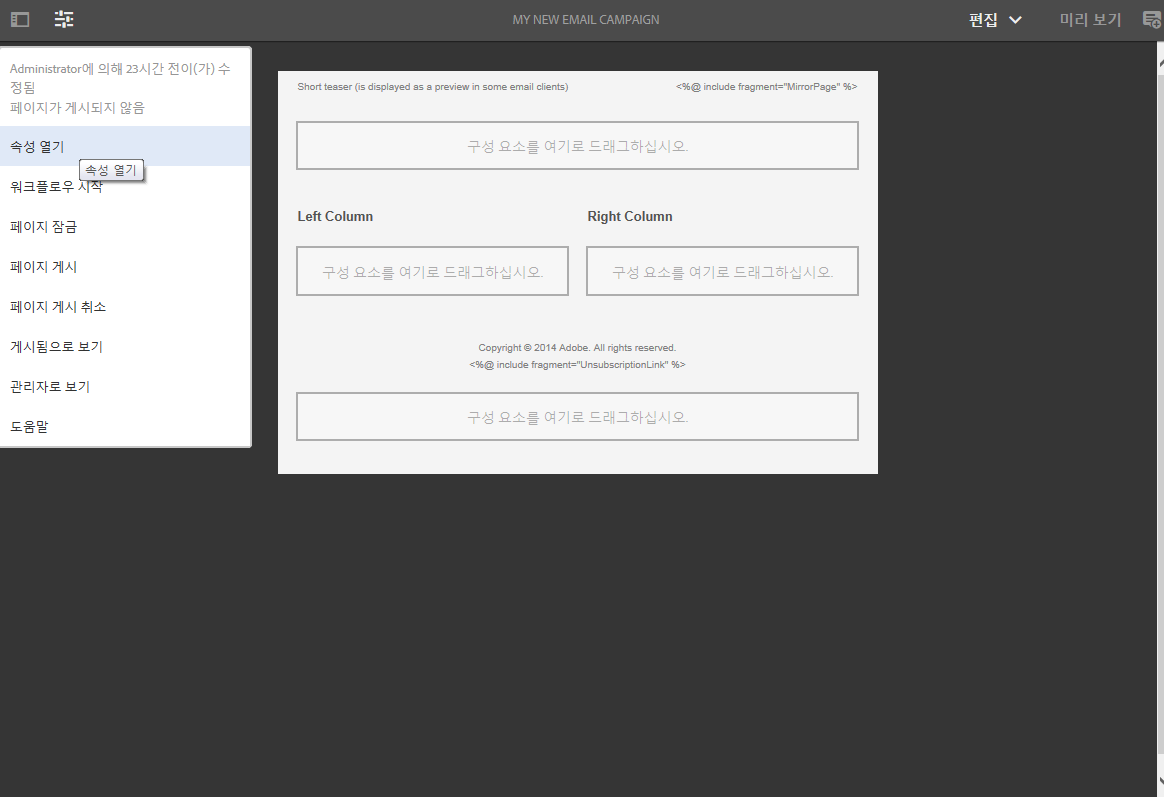 MY NEW EMAIL CAMPAIGN
편집
미리 보기
Administrator에 의해 23시간 전이(가) 수
정됨
페이지가 게시되지 않음
속성 열기
속성 열기
워크플로우 시작
페이지 잠금
페이지 게시
페이지 게시 취소
게시됨으로 보기
관리자로 보기
도움말
Short teaser (is displayed as a preview in some email clients)
<%@ include fragment="MirrorPage" %>
구성 요소를 여기로 드래그하십시오.
Left Column
Right Column
구성 요소를 여기로 드래그하십시오.
구성 요소를 여기로 드래그하십시오.
Copyright © 2014 Adobe. All rights reserved.
<%@ include fragment="UnsubscriptionLink" %>
구성 요소를 여기로 드래그하십시오.